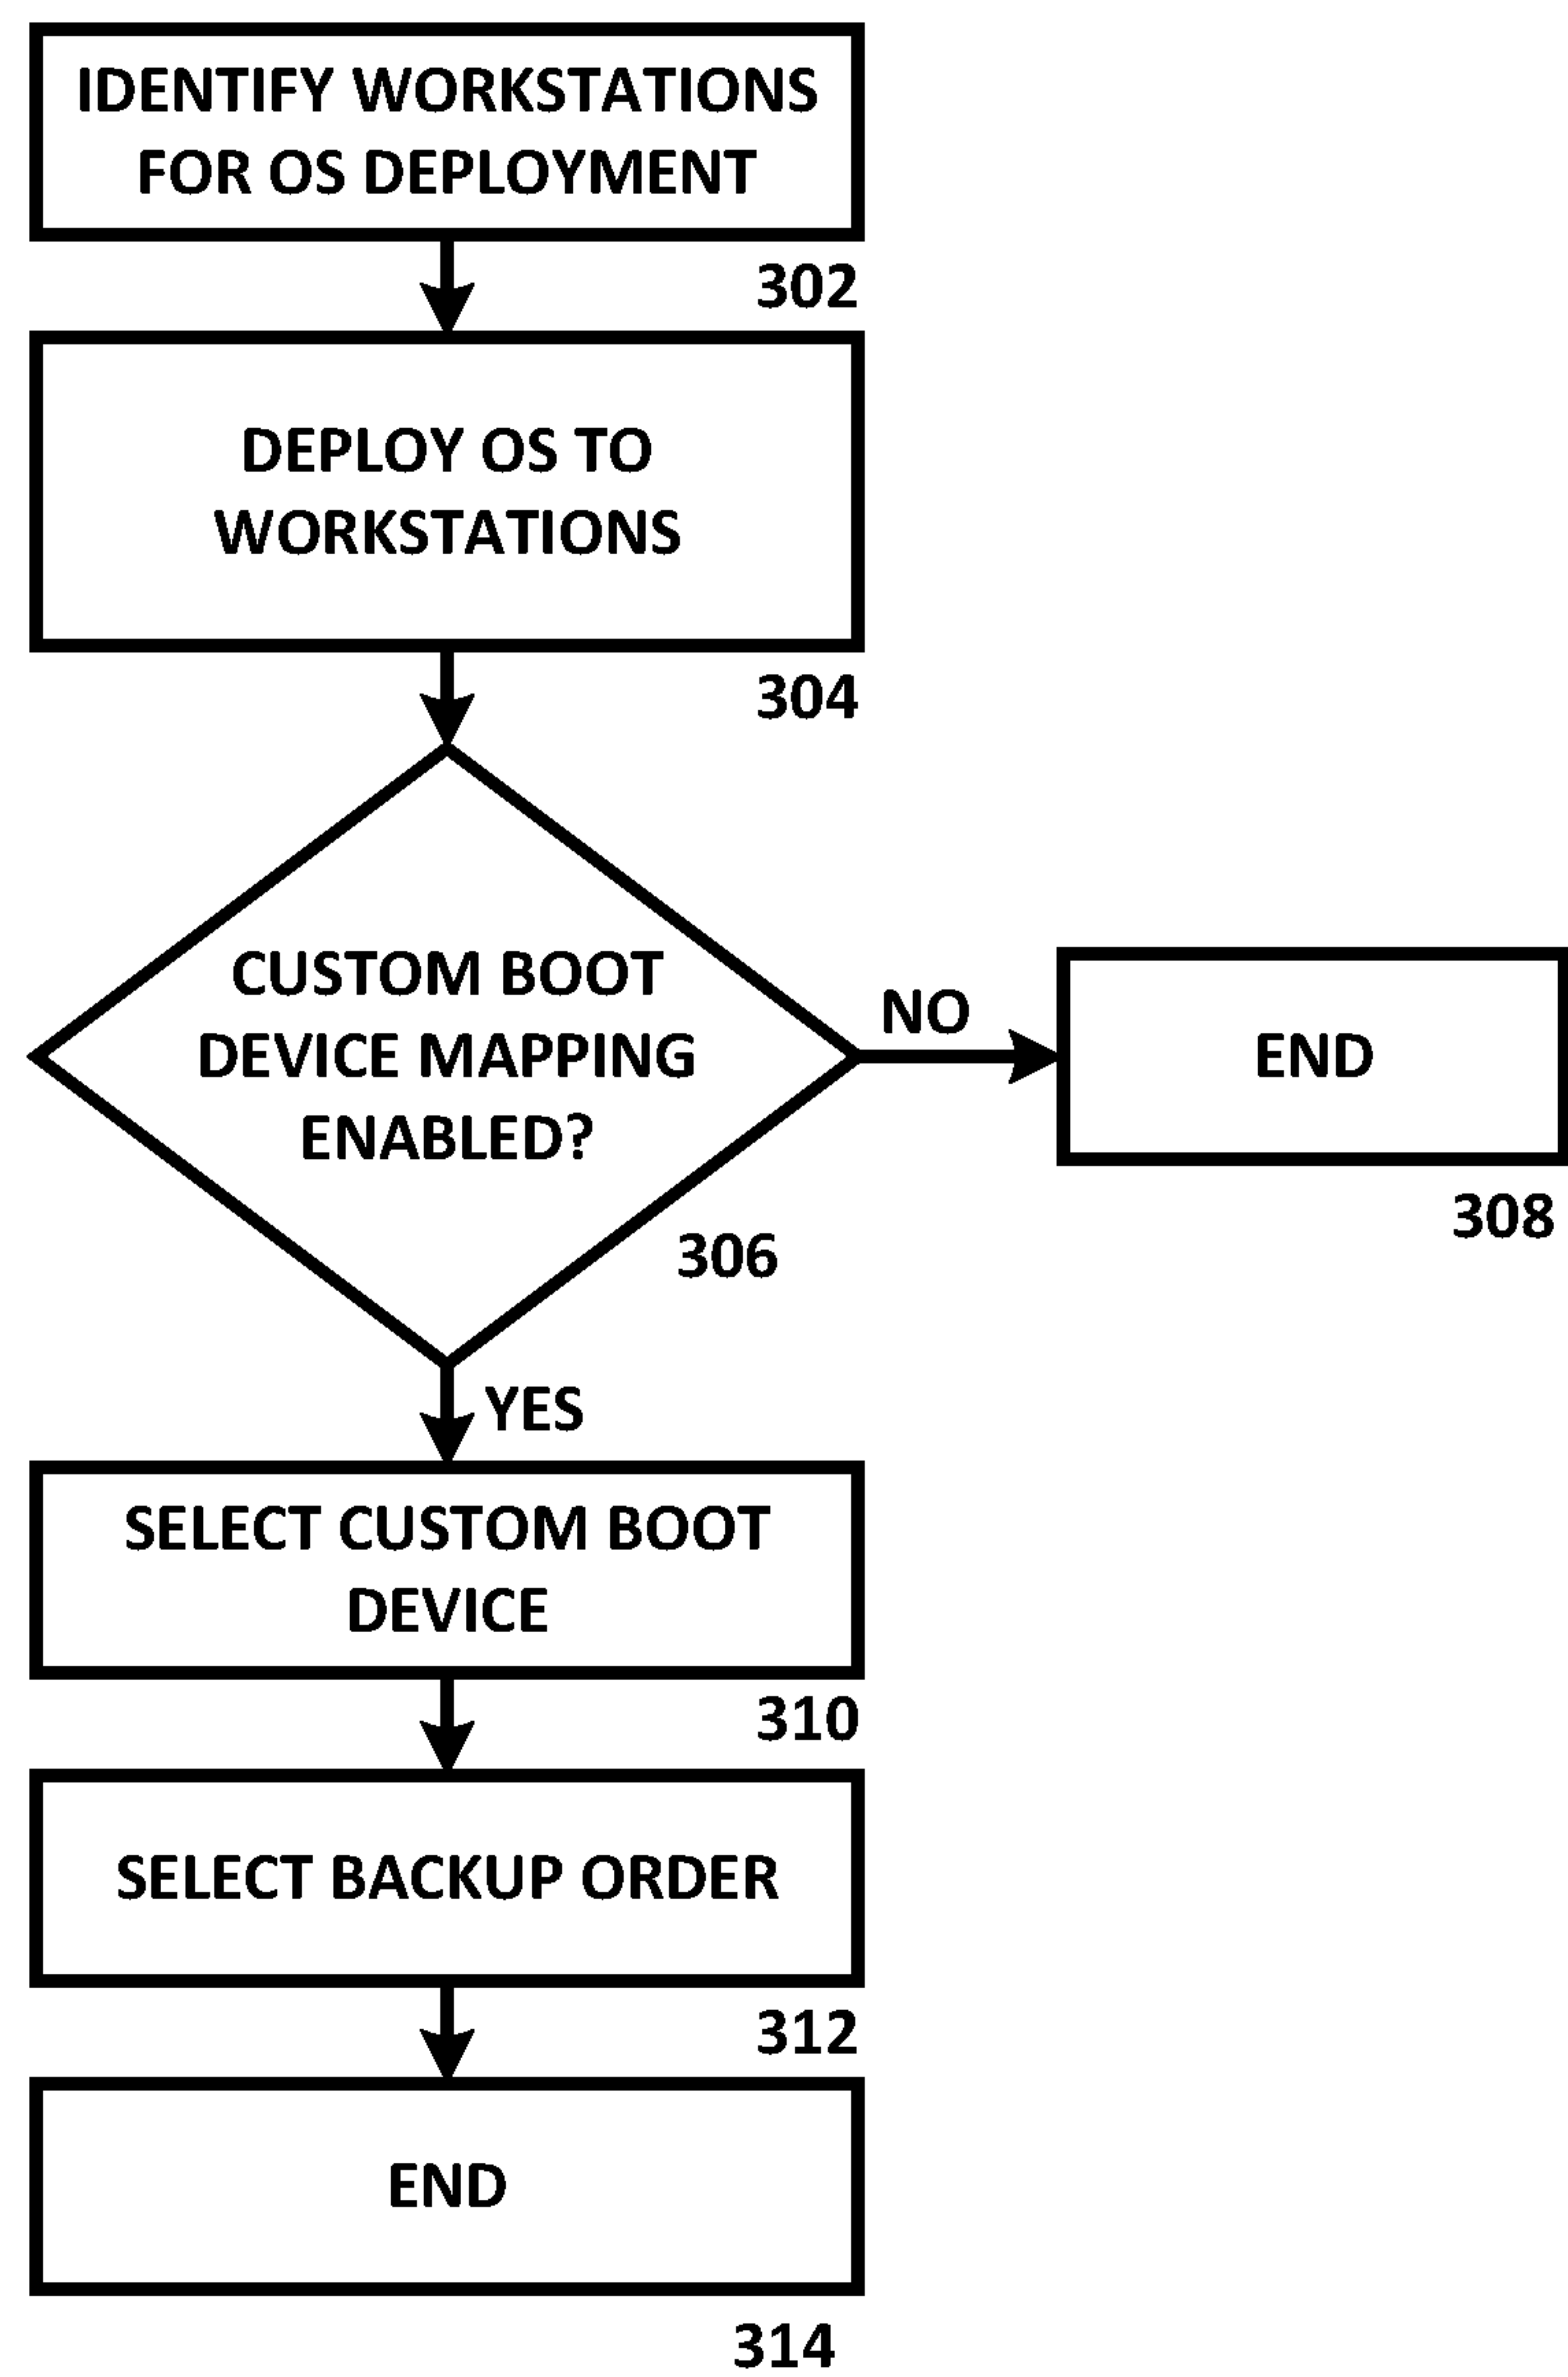 IDENTIFY WORKSTATIONS
FOR OS DEPLOYMENT
302
DEPLOY OS TO
WORKSTATIONS
304
CUSTOM BOOT
DEVICE MAPPING
ENABLED?
306
NO
END
308
YES
SELECT CUSTOM BOOT
DEVICE
310
SELECT BACKUP ORDER
312
END
314